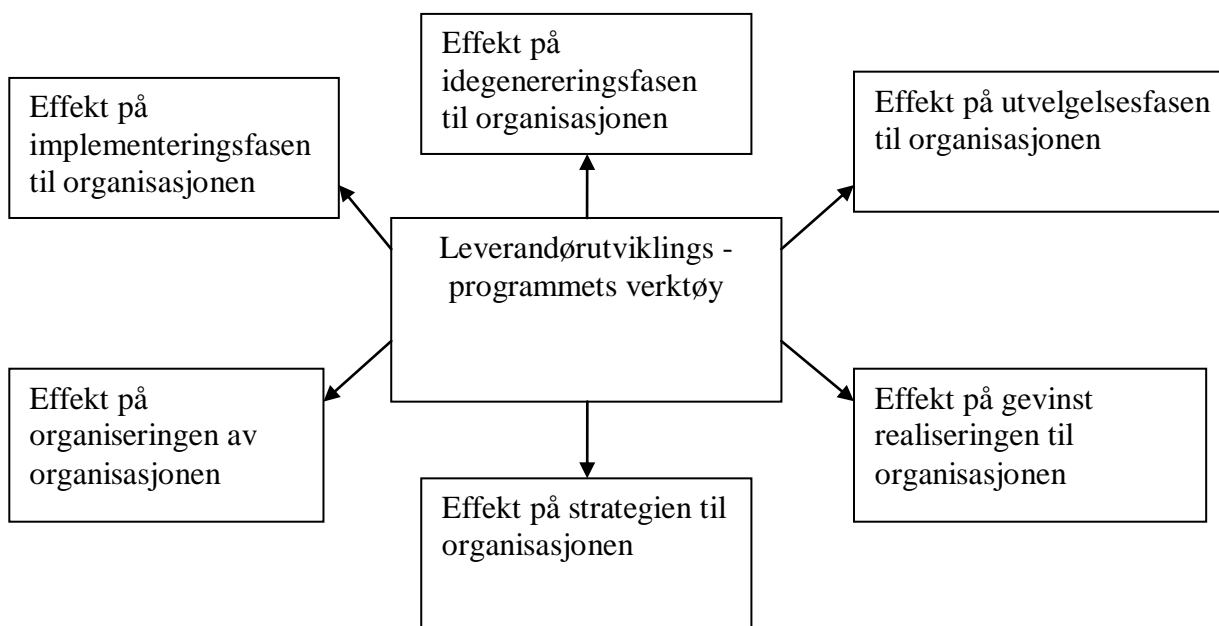 Effekt på
idegenereringsfasen
til organisasjonen
Effekt på
implementeringsfasen
til organisasjonen
Effekt på utvelgelsesfasen
til organisasjonen
Leverandørutviklings -
programmets verktøy
Effekt på
organiseringen av
organisasjonen
Effekt på gevinst
realiseringen til
organisasjonen
Effekt på strategien til
organisasjonen